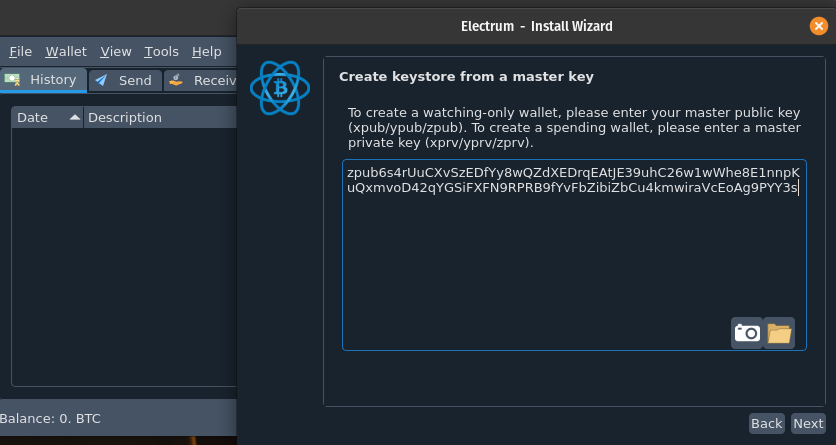 Electrum - Install Wizard
File Wallet View Tools Help
History Send Receiv
Date Description
Create keystore from a master key
To create a watching-only wallet, please enter your master public key
(xpub/ypub/zpub). To create a spending wallet, please enter a master
private key (xprv/yprv/zprv).
zpub6s4rUuCXvSzEDfYy8wQZdXEDrqEAtJE39uhC26w1wWhe8E1nnpK
uQxmvoD42qYGSiFXFN9RPRB9fYvFbZibiZbCu4kmwiraVcEoAg9PYY3s
Balance: 0. BTC
Back Next